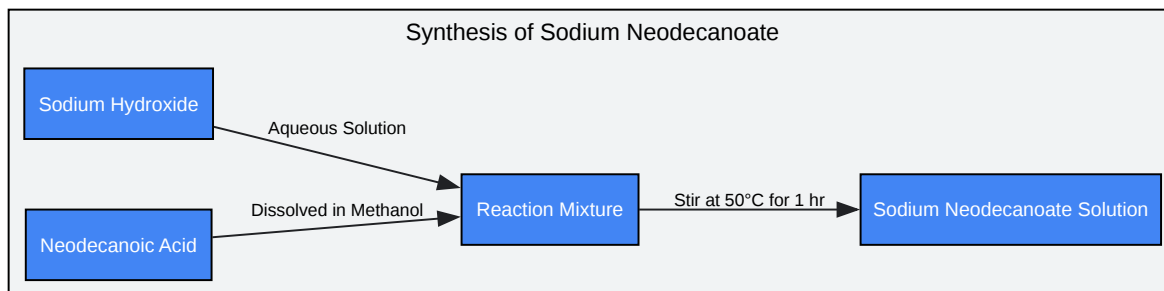 Synthesis of Sodium Neodecanoate
Sodium Hydroxide
Aqueous Solution
Neodecanoic Acid
Dissolved in Methanol
Reaction Mixture
Stir at 50°C for 1 hr
Sodium Neodecanoate Solution